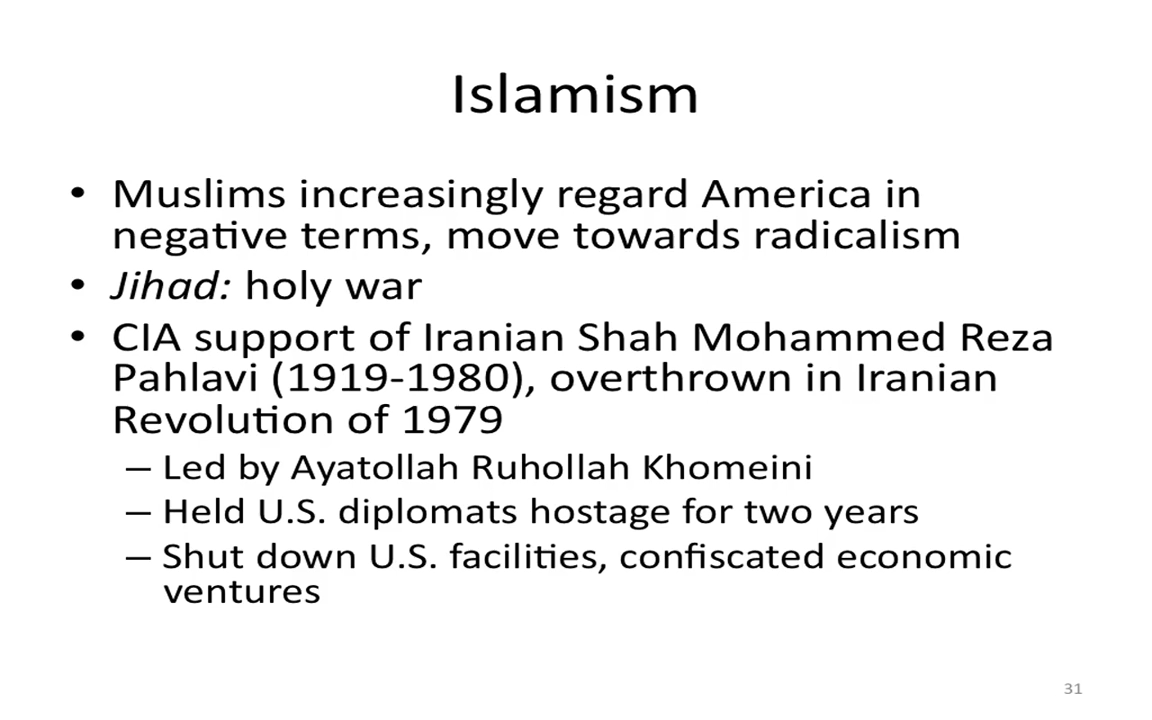 Islamism
• Muslims increasingly regard America in
negative terms, move towards radicalism
• Jihad: holy war
• CIA support of Iranian Shah Mohammed Reza
Pahlavi (1919-1980), overthrown in Iranian
Revolution of 1979
– Led by Ayatollah Ruhollah Khomeini
– Held U.S. diplomats hostage for two years
– Shut down U.S. facilities, confiscated economic
ventures
31